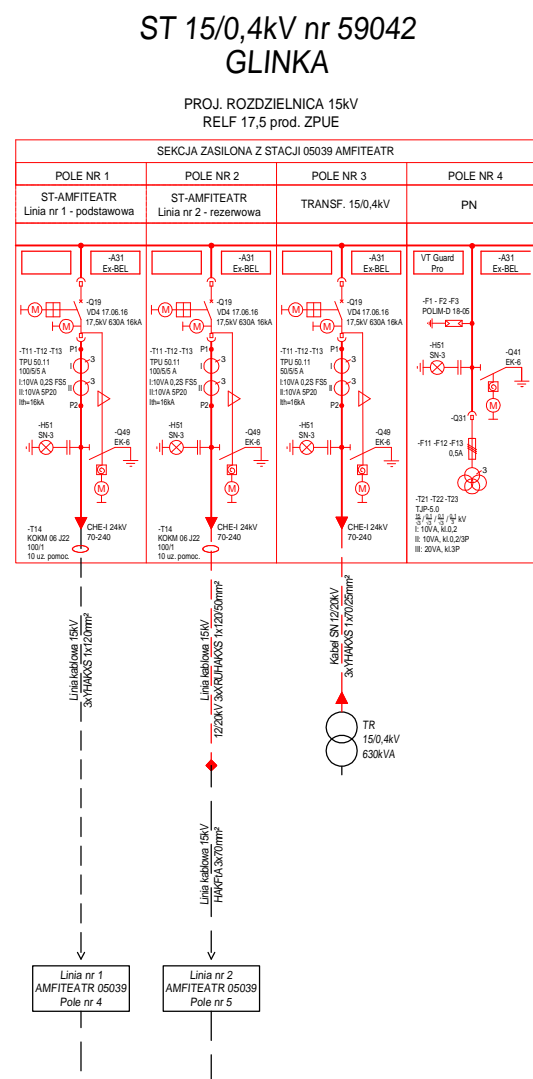 ST 15/0,4kV nr 59042
GLINKA
PROJ. ROZDZIELNICA 15kV
RELF 17,5 prod. ZPUE
SEKCJA ZASILONA Z STACJI 05039 AMFITEATR
POLE NR 1
POLE NR 2
POLE NR 3
POLE NR 4
ST-AMFITEATR
Linia nr 1 - podstawowa
ST-AMFITEATR
Linia nr 2 - rezerwowa
TRANSF. 15/0,4kV
PN
-A31
Ex-BEL
-A31
Ex-BEL
-A31
Ex-BEL
VT Guard
Pro
-A31
Ex-BEL
-Q19
VD4 17.06.16
17,5kV 630A 16kA
M
M
P1
-T11 -T12 -T13
TPU 50.11
100/5/5 A
I:10VA 0,2S FS5
II:10VA 5P20
Ith=16kA
I
3
II
P2
-H51
SN-3
-Q49
EK-6
M
-T14
KOKM 06 J22
100/1
10 uz. pomoc.
CHE-I 24kV
70-240
-Q19
VD4 17.06.16
17,5kV 630A 16kA
M
M
P1
-T11 -T12 -T13
TPU 50.11
100/5/5 A
I:10VA 0,2S FS5
II:10VA 5P20
Ith=16kA
I
3
II
P2
-H51
SN-3
-Q49
EK-6
M
-T14
KOKM 06 J22
100/1
10 uz. pomoc.
CHE-I 24kV
70-240
-Q19
VD4 17.06.16
17,5kV 630A 16kA
M
M
P1
-T11 -T12 -T13
TPU 50.11
50/5/5 A
I:10VA 0,2S FS5
II:10VA 5P20
Ith=16kA
I
3
II
P2
-H51
SN-3
-Q49
EK-6
M
CHE-I 24kV
70-240
-F1 - F2 -F3
POLIM-D 18-05
-H51
SN-3
-Q41
EK-6
M
-Q31
-F11 -F12 -F13
0,5A
3
-T21 -T22 -T23
TJP-5.0
kV
I: 10VA, kl.0,2
II: 10VA, kl.0,2/3P
III: 20VA, kl.3P
Linia kablowa 15kV
3xYHAKXS 1x120mm²
Linia kablowa 15kV
12/20kV 3xXRUHAKXS 1x120/50mm²
Kabel SN 12/20kV
3xYHAKXS 1x70/25mm²
TR
15/0,4kV
630kVA
Linia kablowa 15kV
HAKFtA 3x70mm²
Linia nr 1
AMFITEATR 05039
Pole nr 4
Linia nr 2
AMFITEATR 05039
Pole nr 5